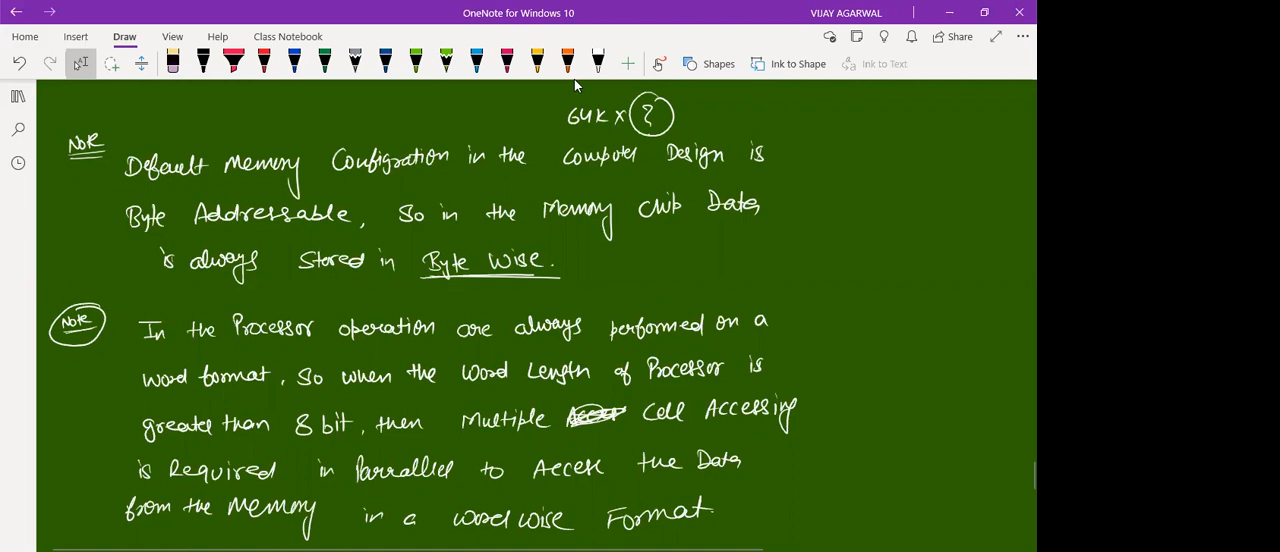 OneNote for Windows 10
VIJAY AGARWAL
Home Insert Draw View Help Class Notebook
Share
Shapes Ink to Shape Ink to Text
64K x ?
Note
Default Memory Configration in the Computer Design is
Byte Addressable, So in the Memory Chip Data
is always Stored in Byte Wise.
Note
In the Processor operation are always performed on a
word format, So when the Word Length of Processor is
greater than 8 bit, then Multiple Cell Accessing
is Required in Parrallel to Access the Data
from the Memory in a word wise Format.